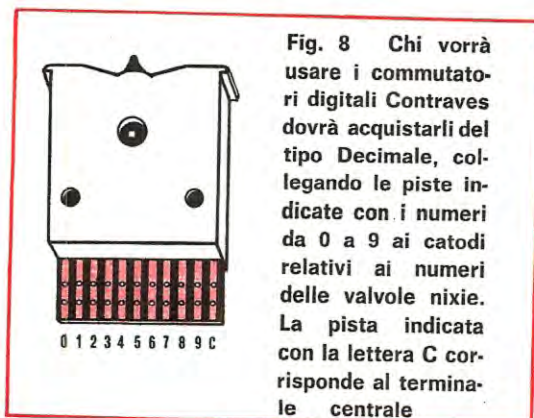 Fig. 8 Chi vorrà
usare i commutato-
ri digitali Contraves
dovrà acquistarli del
tipo Decimale, col-
legando le piste in-
dicate con i numeri
da 0 a 9 ai catodi
relativi ai numeri
delle valvole nixie.
La pista indicata
con la lettera C cor-
risponde al termina-
le centrale
0 1 2 3 4 5 6 7 8 9 C